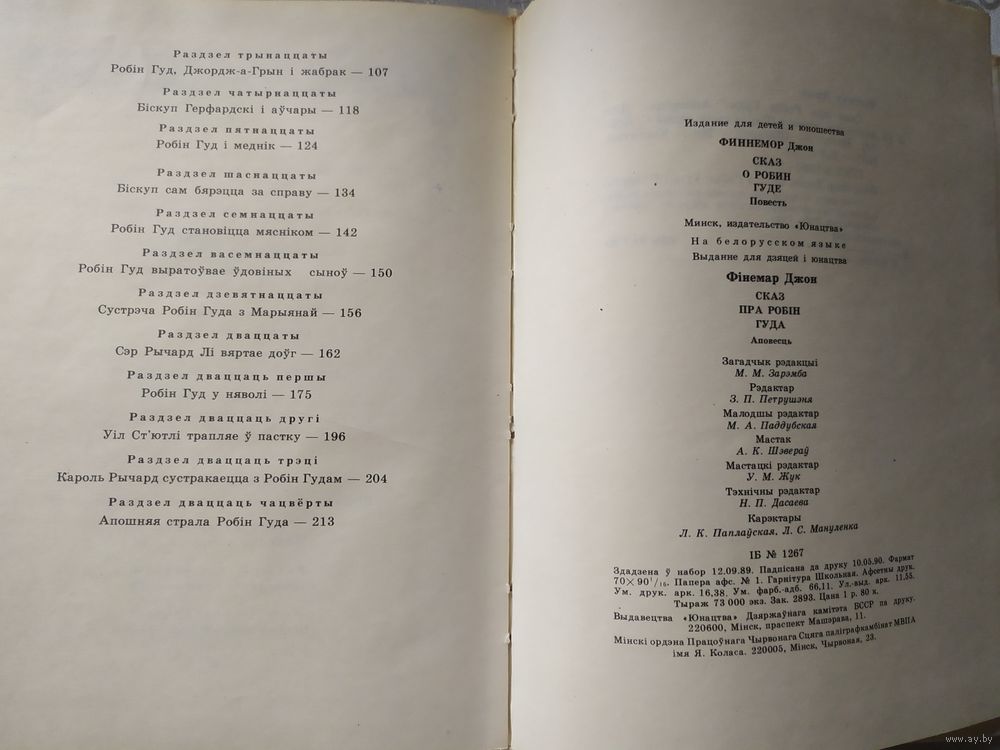 Раздзел трынаццаты
Робін Гуд, Джордж-а-Грын і жабрак — 107
Раздзел чатырнаццаты
Біскуп Герфардскі і аўчары — 118
Раздзел пятнаццаты
Робін Гуд і меднік — 124
Раздзел шаснаццаты
Біскуп сам бярэцца за справу — 134
Раздзел семнаццаты
Робін Гуд становіцца мясніком — 142
Раздзел васемнаццаты
Робін Гуд выратоўвае ўдовіных сыноў — 150
Раздзел дзевятнаццаты
Сустрэча Робін Гуда з Марыянай — 156
Раздзел дваццаты
Сэр Рычард Лі вяртае доўг — 162
Раздзел дваццаць першы
Робін Гуд у няволі — 175
Раздзел дваццаць другі
Уіл Ст'ютлі трапляе ў пастку — 196
Раздзел дваццаць трэці
Кароль Рычард сустракаецца з Робін Гудам — 204
Раздзел дваццаць чацвёрты
Апошняя страла Робін Гуда — 213
Издание для детей и юношества
ФИННЕМОР Джон
СКАЗ
О РОБИН
ГУДЕ
Повесть
Минск, издательство «Юнацтва»
На белорусском языке
Выданне для дзяцей і юнацтва
Фінемар Джон
СКАЗ
ПРА РОБІН
ГУДА
Аповесць
Загадчык рэдакцыі
М. М. Зарэмба
Рэдактар
З. П. Петрушэня
Малодшы рэдактар
М. А. Паддубская
Мастак
А. К. Шэвераў
Мастацкі рэдактар
У. М. Жук
Тэхнічны рэдактар
Н. П. Дасаева
Карэктары
Л. К. Паплаўская, Л. С. Мануленка
ІБ № 1267
Здадзена ў набор 12.09.89. Падпісана да друку 10.05.90. Фармат
70×90¹/₁₆. Папера афс. № 1. Гарнітура Школьная. Афсетны друк.
Ум. друк. арк. 16,38. Ум. фарб.-адб. 66,11. Ул.-выд. арк. 11,55.
Тыраж 73 000 экз. Зак. 2893. Цана 1 р. 80 к.
Выдавецтва «Юнацтва» Дзяржаўнага камітэта БССР па друку.
220600, Мінск, праспект Машэрава, 11.
Мінскі ордэна Працоўнага Чырвонага Сцяга паліграфкамбінат МВПА
імя Я. Коласа. 220005, Мінск, Чырвоная, 23.
www.ay.by